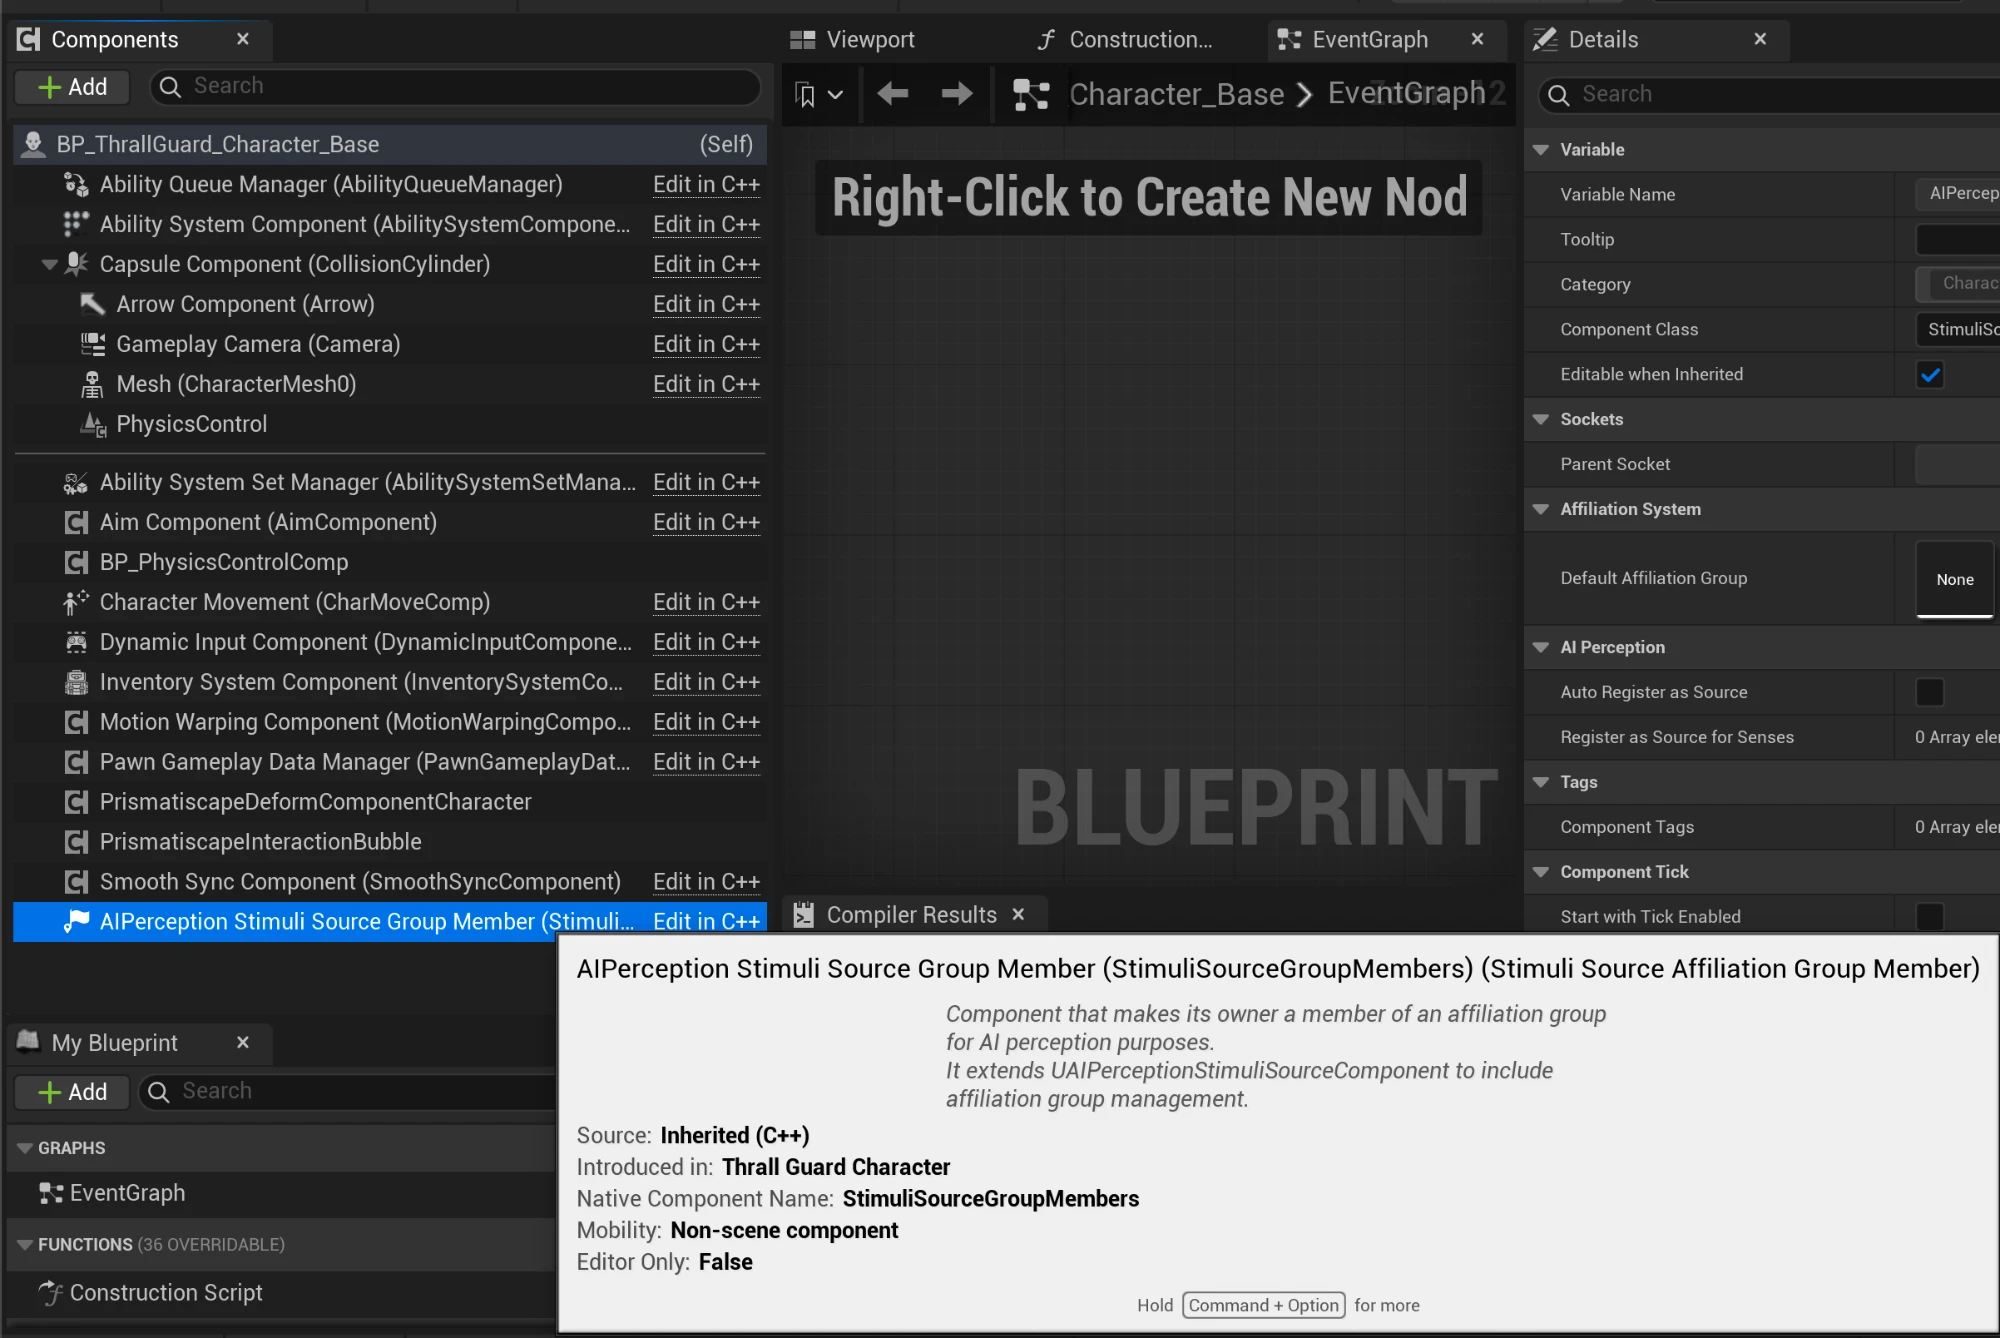 Components
Add
Search
BP_ThrallGuard_Character_Base (Self)
Ability Queue Manager (AbilityQueueManager) Edit in C++
Ability System Component (AbilitySystemCompone... Edit in C++
Capsule Component (CollisionCylinder) Edit in C++
Arrow Component (Arrow) Edit in C++
Gameplay Camera (Camera) Edit in C++
Mesh (CharacterMesh0) Edit in C++
PhysicsControl
Ability System Set Manager (AbilitySystemSetMana... Edit in C++
Aim Component (AimComponent) Edit in C++
BP_PhysicsControlComp
Character Movement (CharMoveComp) Edit in C++
Dynamic Input Component (DynamicInputCompone... Edit in C++
Inventory System Component (InventorySystemCo... Edit in C++
Motion Warping Component (MotionWarpingCompo... Edit in C++
Pawn Gameplay Data Manager (PawnGameplayDat... Edit in C++
PrismatiscapeDeformComponentCharacter
PrismatiscapeInteractionBubble
Smooth Sync Component (SmoothSyncComponent) Edit in C++
AIPerception Stimuli Source Group Member (Stimuli... Edit in C++
My Blueprint
Add
Search
GRAPHS
EventGraph
FUNCTIONS (36 OVERRIDABLE)
Construction Script
Viewport
Construction...
EventGraph
Character_Base > EventGraph
Right-Click to Create New Nod
BLUEPRINT
Compiler Results
Details
Search
Variable
Variable Name AIPercep
Tooltip
Category Charac
Component Class StimuliSo
Editable when Inherited
Sockets
Parent Socket
Affiliation System
Default Affiliation Group None
AI Perception
Auto Register as Source
Register as Source for Senses 0 Array ele
Tags
Component Tags 0 Array ele
Component Tick
Start with Tick Enabled
AIPerception Stimuli Source Group Member (StimuliSourceGroupMembers) (Stimuli Source Affiliation Group Member)
Component that makes its owner a member of an affiliation group
for AI perception purposes.
It extends UAIPerceptionStimuliSourceComponent to include
affiliation group management.
Source: Inherited (C++)
Introduced in: Thrall Guard Character
Native Component Name: StimuliSourceGroupMembers
Mobility: Non-scene component
Editor Only: False
Hold Command + Option for more